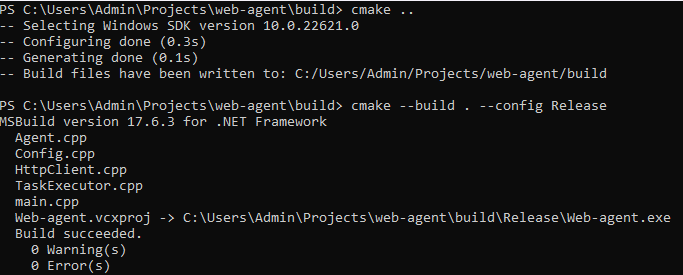 PS C:\Users\Admin\Projects\web-agent\build> cmake ..
-- Selecting Windows SDK version 10.0.22621.0
-- Configuring done (0.3s)
-- Generating done (0.1s)
-- Build files have been written to: C:/Users/Admin/Projects/web-agent/build
PS C:\Users\Admin\Projects\web-agent\build> cmake --build . --config Release
MSBuild version 17.6.3 for .NET Framework
Agent.cpp
Config.cpp
HttpClient.cpp
TaskExecutor.cpp
main.cpp
Web-agent.vcxproj -> C:\Users\Admin\Projects\web-agent\build\Release\Web-agent.exe
Build succeeded.
0 Warning(s)
0 Error(s)